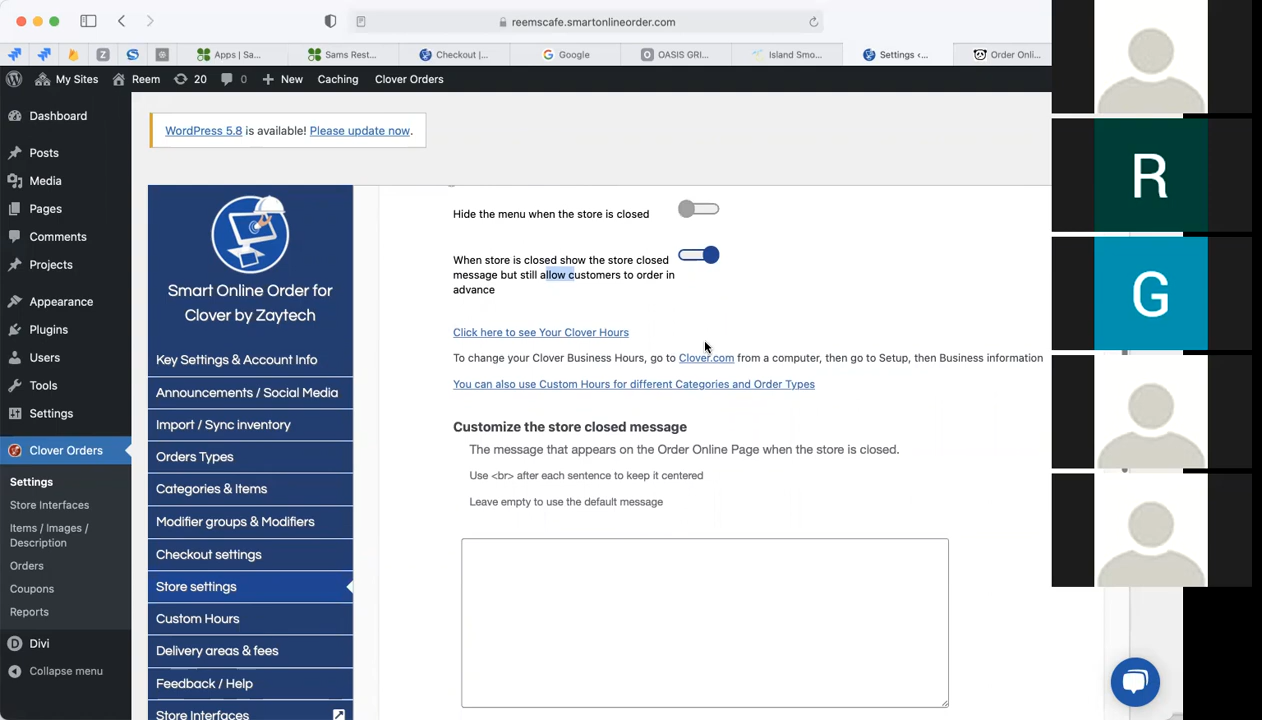 reemscafe.smartonlineorder.com
Z
Apps | Sa...
Sams Rest...
Checkout |...
Google
OASIS GRI...
Island Smo...
Settings ‹...
Order Onli...
My Sites
Reem
20
0
New
Caching
Clover Orders
WordPress 5.8 is available! Please update now.
Dashboard
Posts
Media
Pages
Comments
Projects
Appearance
Plugins
Users
Tools
Settings
Clover Orders
Settings
Store Interfaces
Items / Images /
Description
Orders
Coupons
Reports
Divi
Collapse menu
Smart Online Order for
Clover by Zaytech
Key Settings & Account Info
Announcements / Social Media
Import / Sync inventory
Orders Types
Categories & Items
Modifier groups & Modifiers
Checkout settings
Store settings
Custom Hours
Delivery areas & fees
Feedback / Help
Store Interfaces
Hide the menu when the store is closed
When store is closed show the store closed
message but still allow customers to order in
advance
Click here to see Your Clover Hours
To change your Clover Business Hours, go to Clover.com from a computer, then go to Setup, then Business information
You can also use Custom Hours for different Categories and Order Types
Customize the store closed message
The message that appears on the Order Online Page when the store is closed.
Use <br> after each sentence to keep it centered
Leave empty to use the default message
R
G